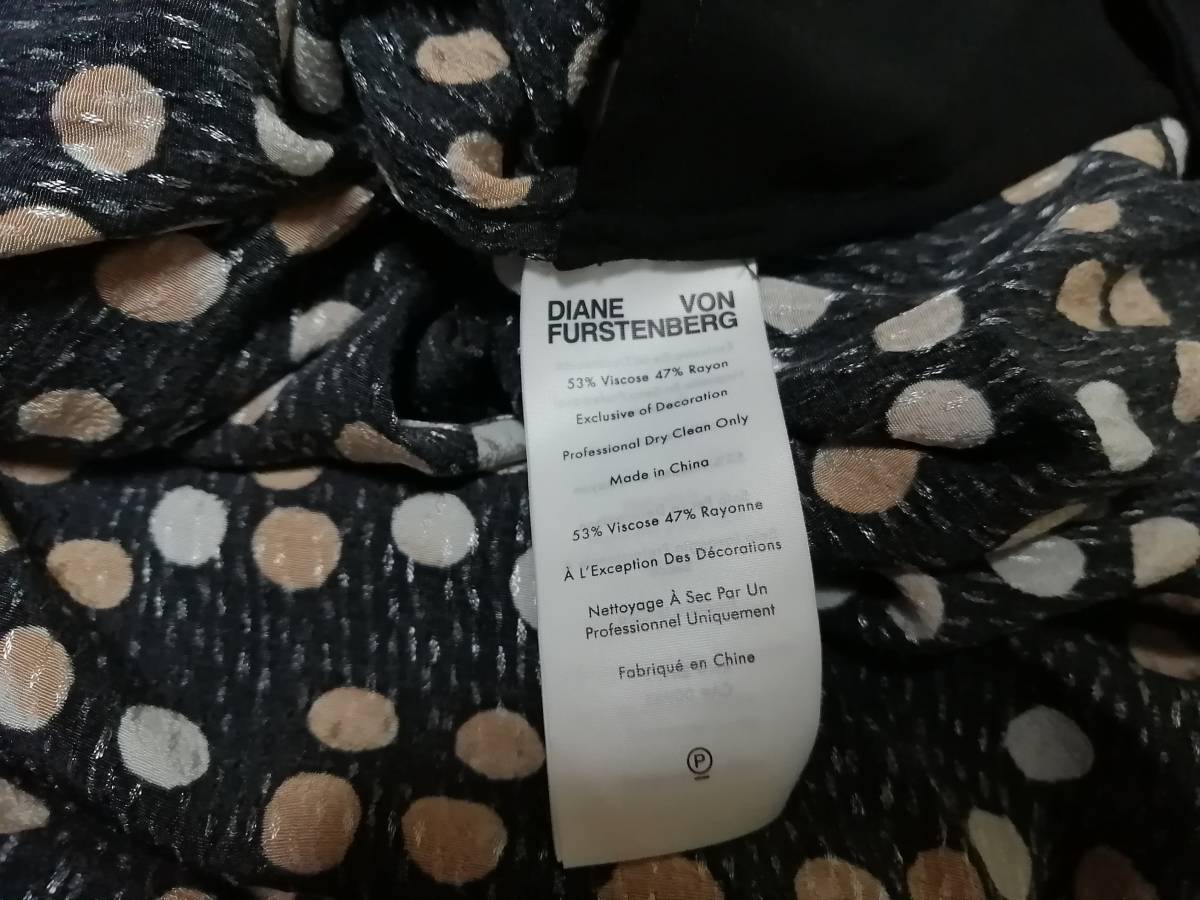 DIANE VON
FURSTENBERG
53% Viscose 47% Rayon
Exclusive of Decoration
Professional Dry Clean Only
Made in China
53% Viscose 47% Rayonne
À L'Exception Des Décorations
Nettoyage À Sec Par Un
Professionnel Uniquement
Fabriqué en Chine
P